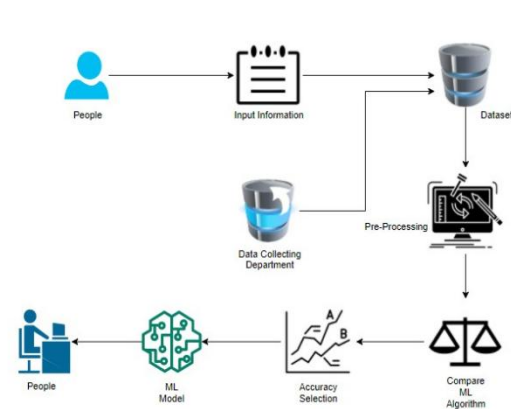 People
Input Information
Dataset
Data Collecting
Department
Pre-Processing
A
B
People
ML
Model
Accuracy
Selection
Compare
ML
Algorithm